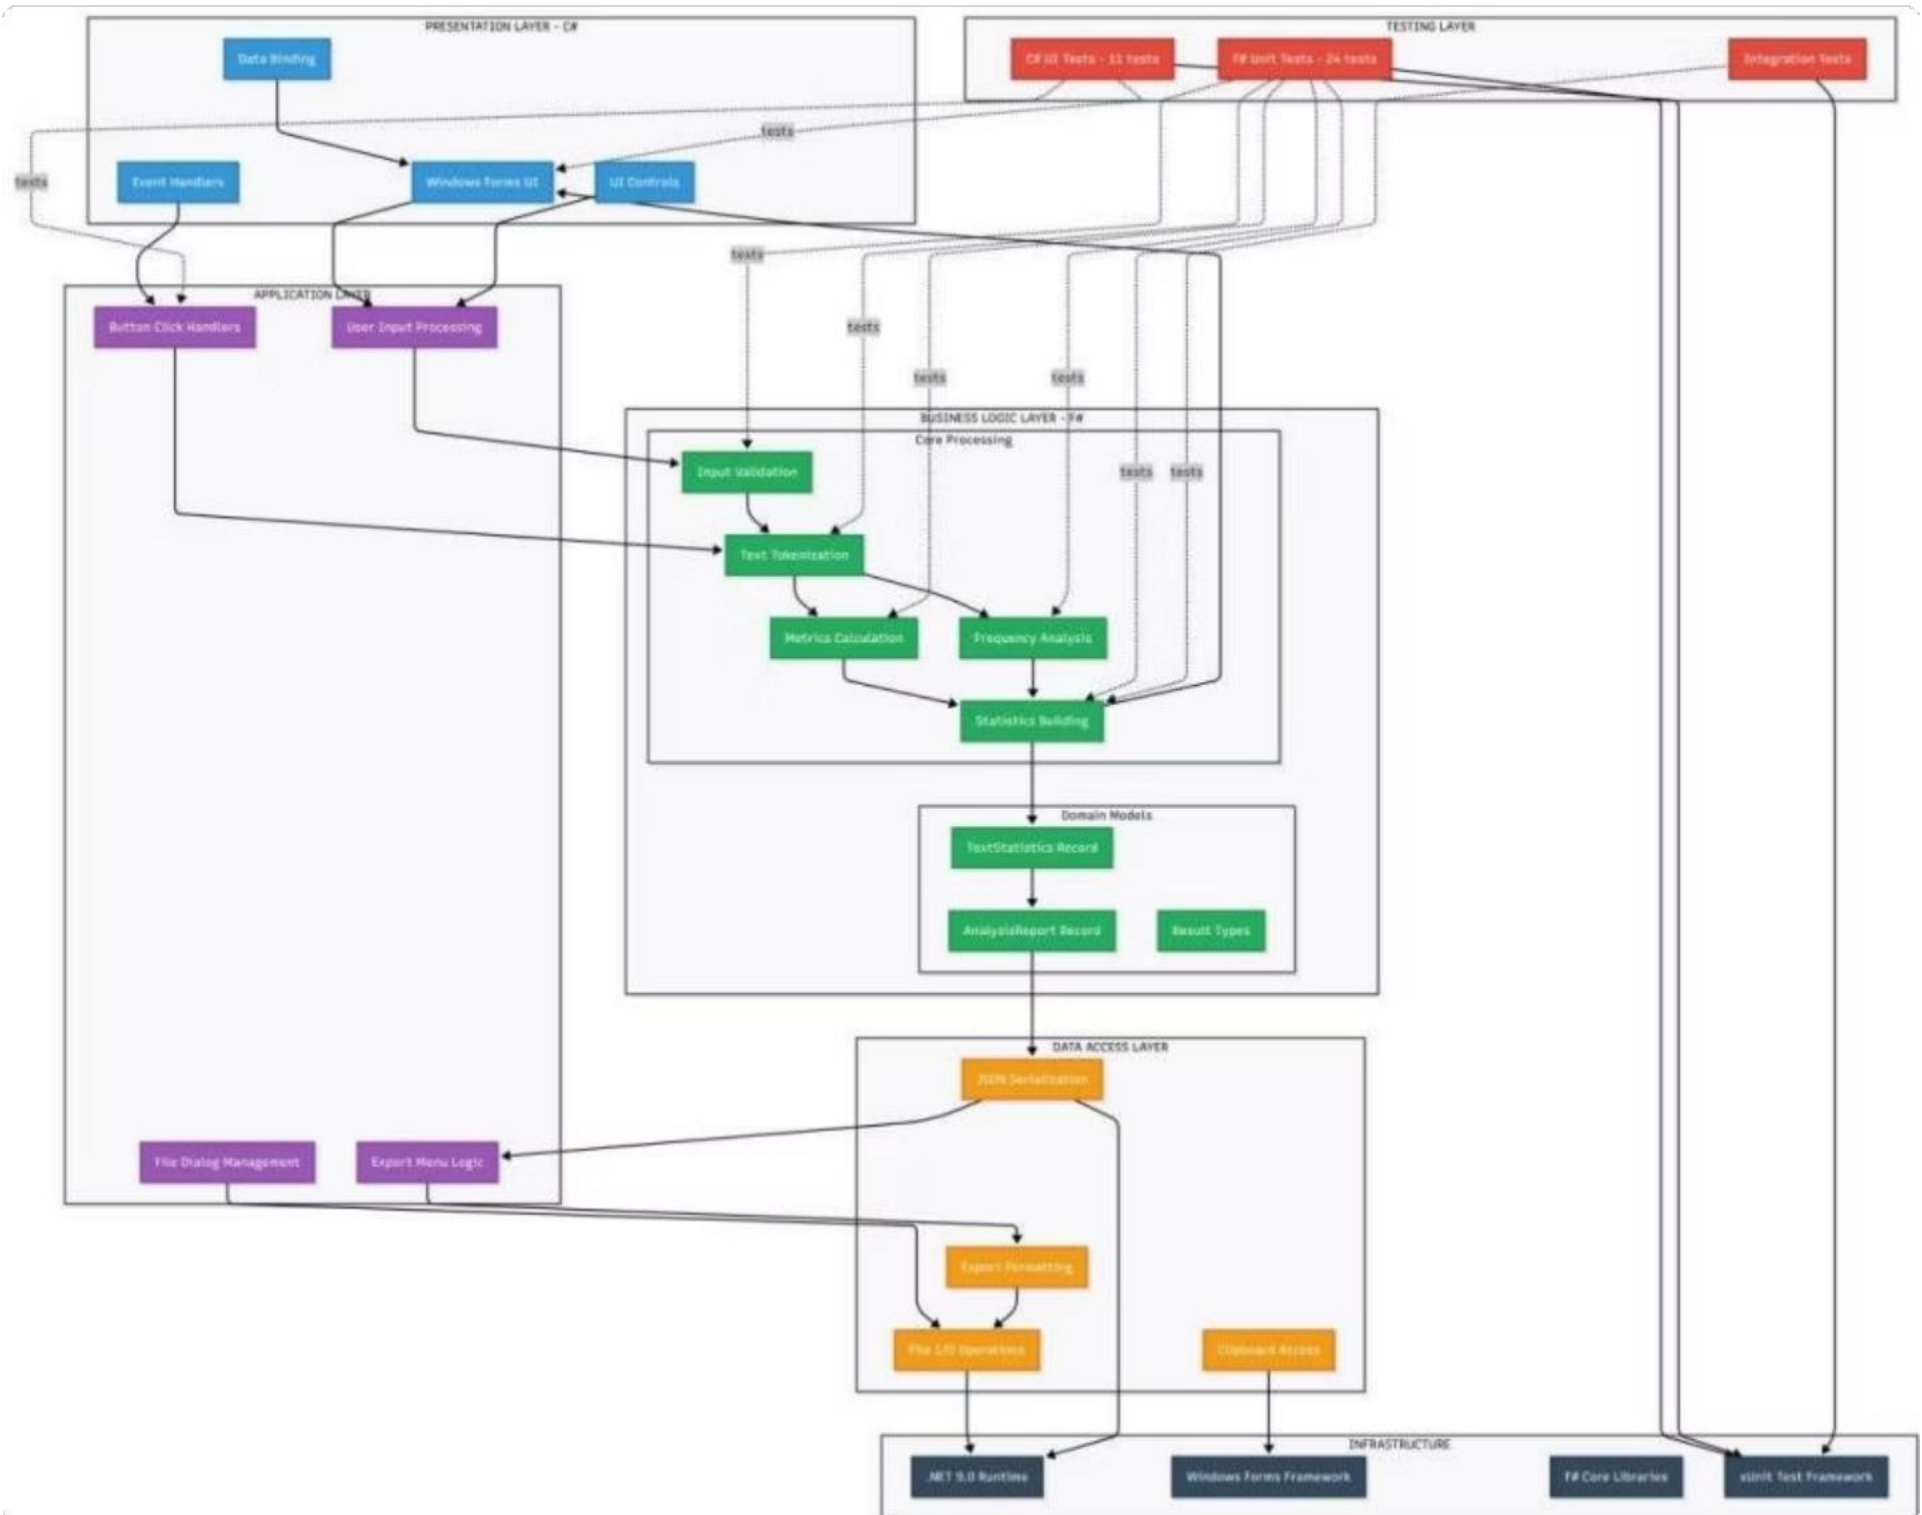 PRESENTATION LAYER - C#
TESTING LAYER
Data Binding
C# UI Tests - 11 tests
F# Unit Tests - 24 tests
Integration Tests
tests
Event Handlers
Windows Forms UI
UI Controls
tests
tests
APPLICATION LAYER
Button Click Handlers
User Input Processing
tests
tests
tests
BUSINESS LOGIC LAYER - F#
Core Processing
Input Validation
tests
tests
Text Tokenization
Metrics Calculation
Frequency Analysis
Statistics Building
Domain Models
TextStatistics Record
AnalysisReport Record
Result Types
DATA ACCESS LAYER
JSON Serialization
File Dialog Management
Export Menu Logic
Export Formatting
File I/O Operations
Clipboard Access
INFRASTRUCTURE
.NET 9.0 Runtime
Windows Forms Framework
F# Core Libraries
xUnit Test Framework